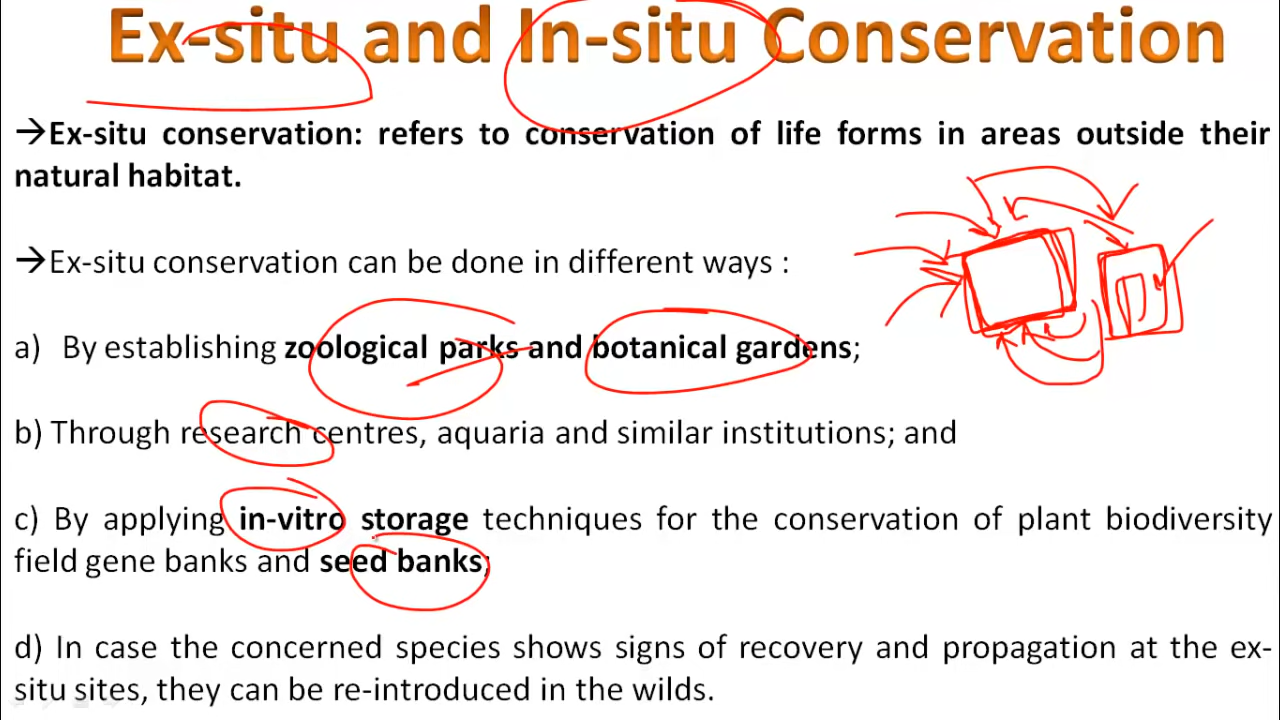 Ex-situ and In-situ Conservation
→Ex-situ conservation: refers to conservation of life forms in areas outside their
natural habitat.
→Ex-situ conservation can be done in different ways :
a) By establishing zoological parks and botanical gardens;
b) Through research centres, aquaria and similar institutions; and
c) By applying in-vitro storage techniques for the conservation of plant biodiversity
field gene banks and seed banks;
d) In case the concerned species shows signs of recovery and propagation at the ex-
situ sites, they can be re-introduced in the wilds.